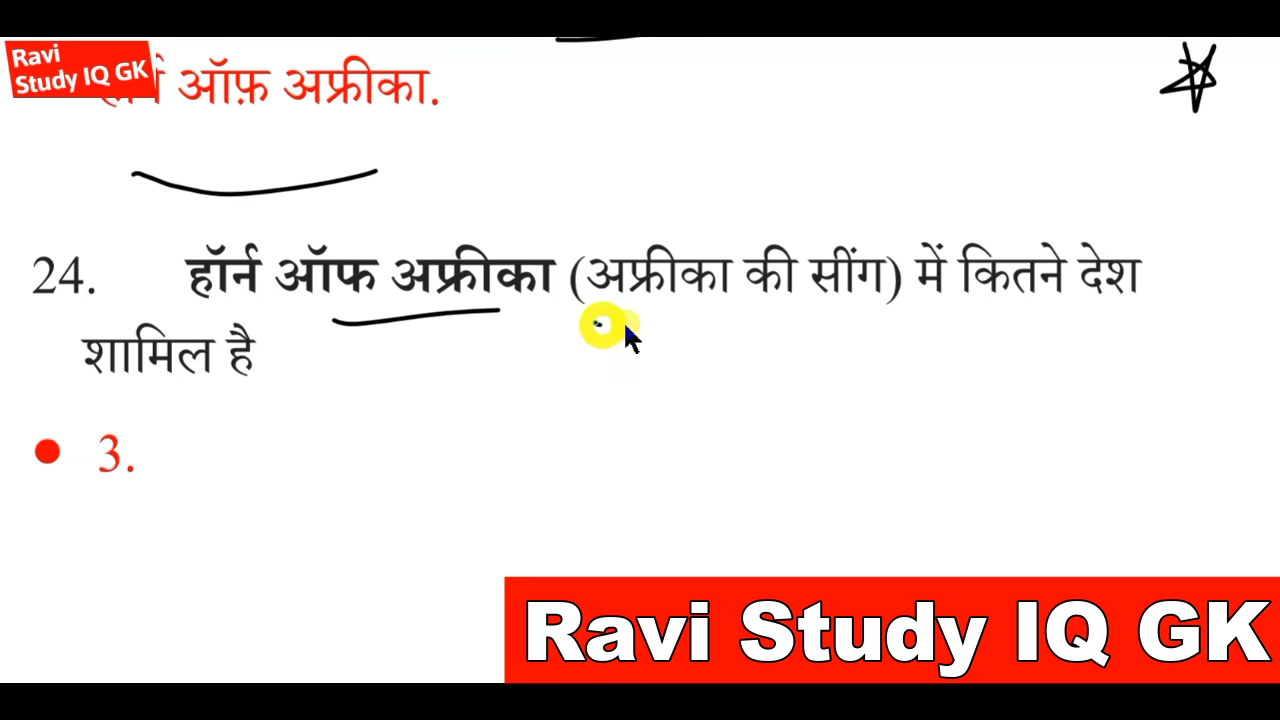 Ravi
Study IQ GK
ऑफ़ अफ्रीका.
24. हॉर्न ऑफ अफ्रीका (अफ्रीका की सींग) में कितने देश
शामिल है
• 3.
Ravi Study IQ GK